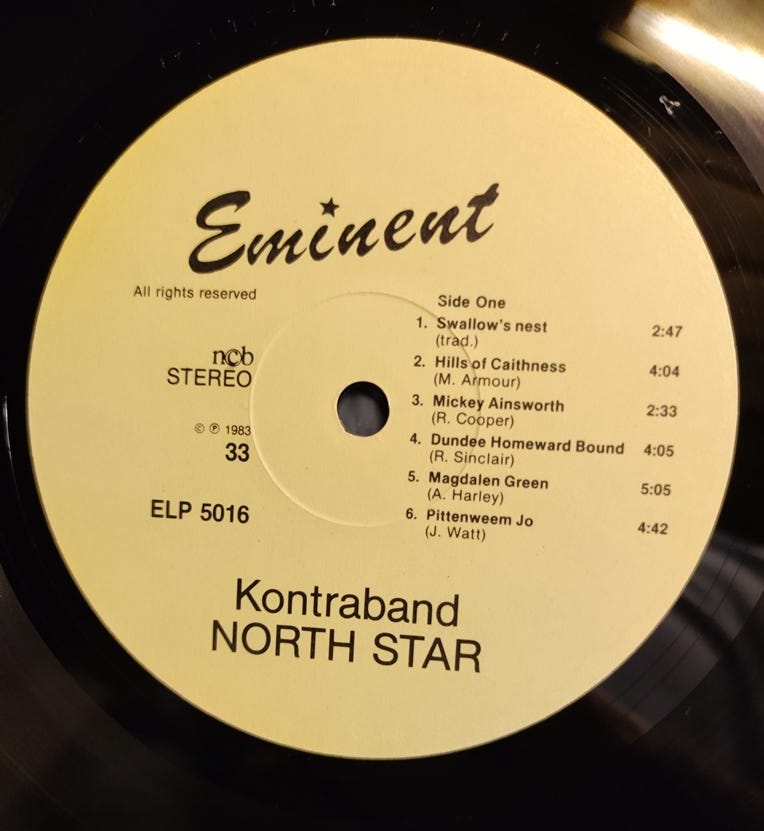 Eminent
All rights reserved
ncb
STEREO
© ℗ 1983
33
ELP 5016
Side One
1. Swallow's nest 2:47
(trad.)
2. Hills of Caithness 4:04
(M. Armour)
3. Mickey Ainsworth 2:33
(R. Cooper)
4. Dundee Homeward Bound 4:05
(R. Sinclair)
5. Magdalen Green 5:05
(A. Harley)
6. Pittenweem Jo 4:42
(J. Watt)
Kontraband
NORTH STAR